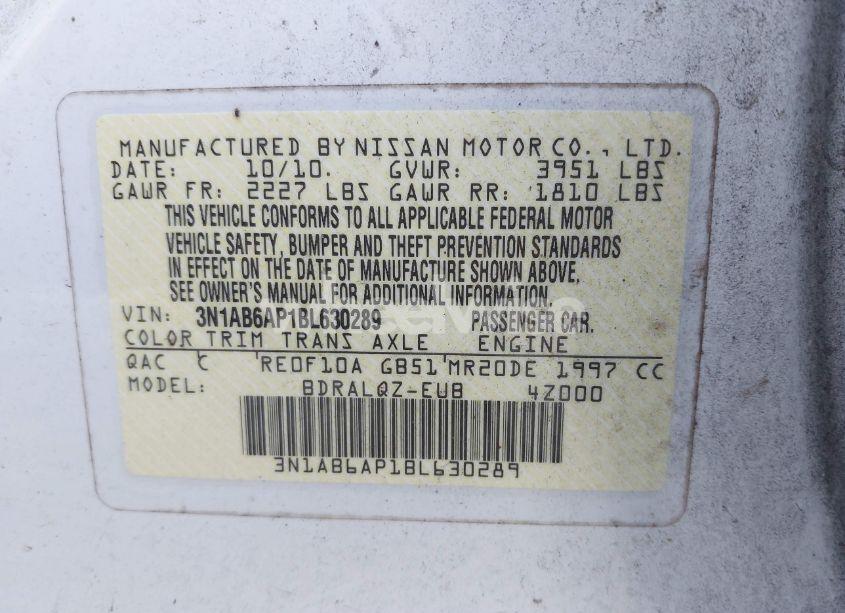 MANUFACTURED BY NISSAN MOTOR CO., LTD.
DATE: 10/10. GVWR: 3951 LBS
GAWR FR: 2227 LBS GAWR RR: 1810 LBS
THIS VEHICLE CONFORMS TO ALL APPLICABLE FEDERAL MOTOR
VEHICLE SAFETY, BUMPER AND THEFT PREVENTION STANDARDS
IN EFFECT ON THE DATE OF MANUFACTURE SHOWN ABOVE.
SEE OWNER'S MANUAL FOR ADDITIONAL INFORMATION.
VIN: 3N1AB6AP1BL630289 PASSENGER CAR.
COLOR TRIM TRANS AXLE ENGINE
QAC C RE0F10A GB51 MR20DE 1997 CC
MODEL: BDRALQZ-EUB 4Z000
3N1AB6AP1BL630289